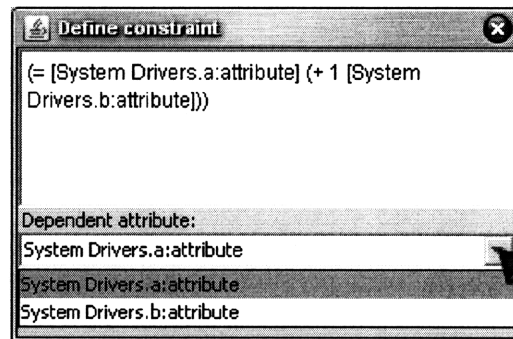 Define constraint
(= [System Drivers.a:attribute] (+ 1 [System
Drivers.b:attribute]))
Dependent attribute:
System Drivers.a:attribute
System Drivers.a:attribute
System Drivers.b:attribute